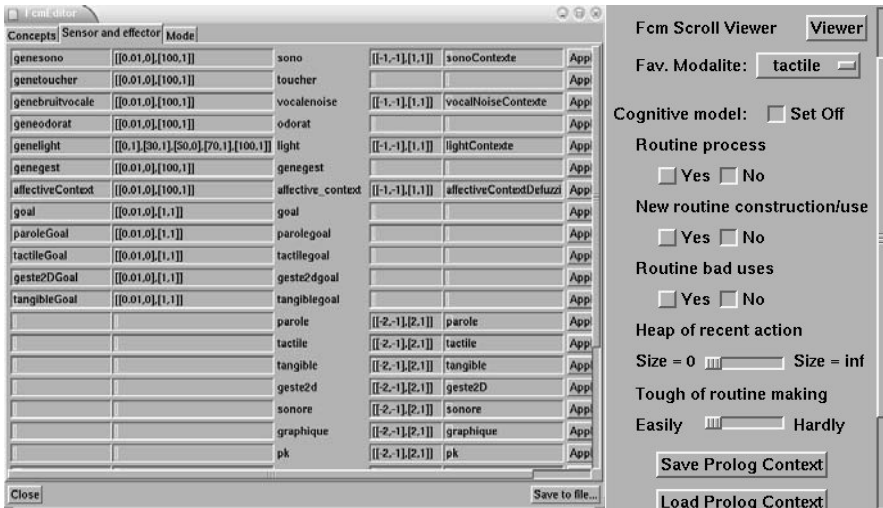 FcmEditor
Concepts Sensor and effector Mode
genesono [[0.01,0],[100,1]] sono [[-1,-1],[1,1]] sonoContexte Appl
genetoucher [[0.01,0],[100,1]] toucher Appl
genebruitvocale [[0.01,0],[100,1]] vocalenoise [[-1,-1],[1,1]] vocalNoiseContexte Appl
geneodorat [[0.01,0],[100,1]] odorat Appl
genelight [[0,1],[30,1],[50,0],[70,1],[100,1]] light [[-1,-1],[1,1]] lightContexte Appl
genegest [[0.01,0],[100,1]] genegest Appl
affectiveContext [[0.01,0],[100,1]] affective_context [[-1,-1],[1,1]] affectiveContextDefuzzi Appl
goal [[0.01,0],[1,1]] goal Appl
paroleGoal [[0.01,0],[1,1]] parolegoal Appl
tactileGoal [[0.01,0],[1,1]] tactilegoal Appl
geste2DGoal [[0.01,0],[1,1]] geste2dgoal Appl
tangibleGoal [[0.01,0],[1,1]] tangiblegoal Appl
parole [[-2,-1],[2,1]] parole Appl
tactile [[-2,-1],[2,1]] tactile Appl
tangible [[-2,-1],[2,1]] tangible Appl
geste2d [[-2,-1],[2,1]] geste2D Appl
sonore [[-2,-1],[2,1]] sonore Appl
graphique [[-2,-1],[2,1]] graphique Appl
pk [[-2,-1],[2,1]] pk Appl
Close Save to file...
Fcm Scroll Viewer Viewer
Fav. Modalite: tactile
Cognitive model: Set Off
Routine process
Yes No
New routine construction/use
Yes No
Routine bad uses
Yes No
Heap of recent action
Size = 0 Size = inf
Tough of routine making
Easily Hardly
Save Prolog Context
Load Prolog Context